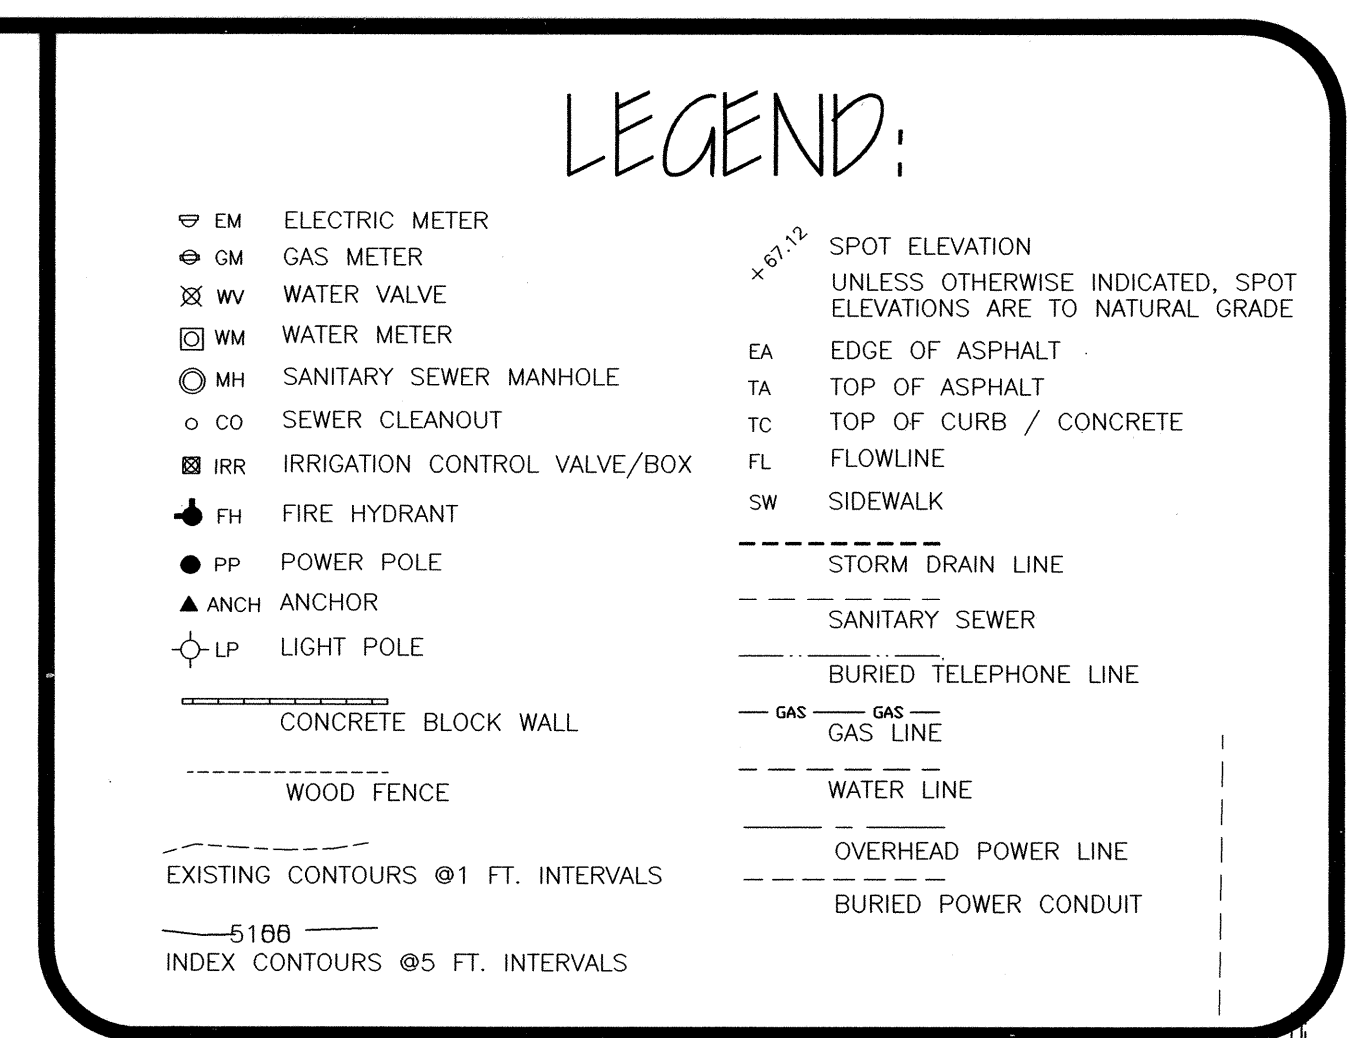 LEGEND:
EM ELECTRIC METER
GM GAS METER
WV WATER VALVE
WM WATER METER
MH SANITARY SEWER MANHOLE
CO SEWER CLEANOUT
IRR IRRIGATION CONTROL VALVE/BOX
FH FIRE HYDRANT
PP POWER POLE
ANCH ANCHOR
LP LIGHT POLE
CONCRETE BLOCK WALL
WOOD FENCE
EXISTING CONTOURS @1 FT. INTERVALS
5100
INDEX CONTOURS @5 FT. INTERVALS
+67.12 SPOT ELEVATION
UNLESS OTHERWISE INDICATED, SPOT
ELEVATIONS ARE TO NATURAL GRADE
EA EDGE OF ASPHALT
TA TOP OF ASPHALT
TC TOP OF CURB / CONCRETE
FL FLOWLINE
SW SIDEWALK
STORM DRAIN LINE
SANITARY SEWER
BURIED TELEPHONE LINE
GAS GAS
GAS LINE
WATER LINE
OVERHEAD POWER LINE
BURIED POWER CONDUIT